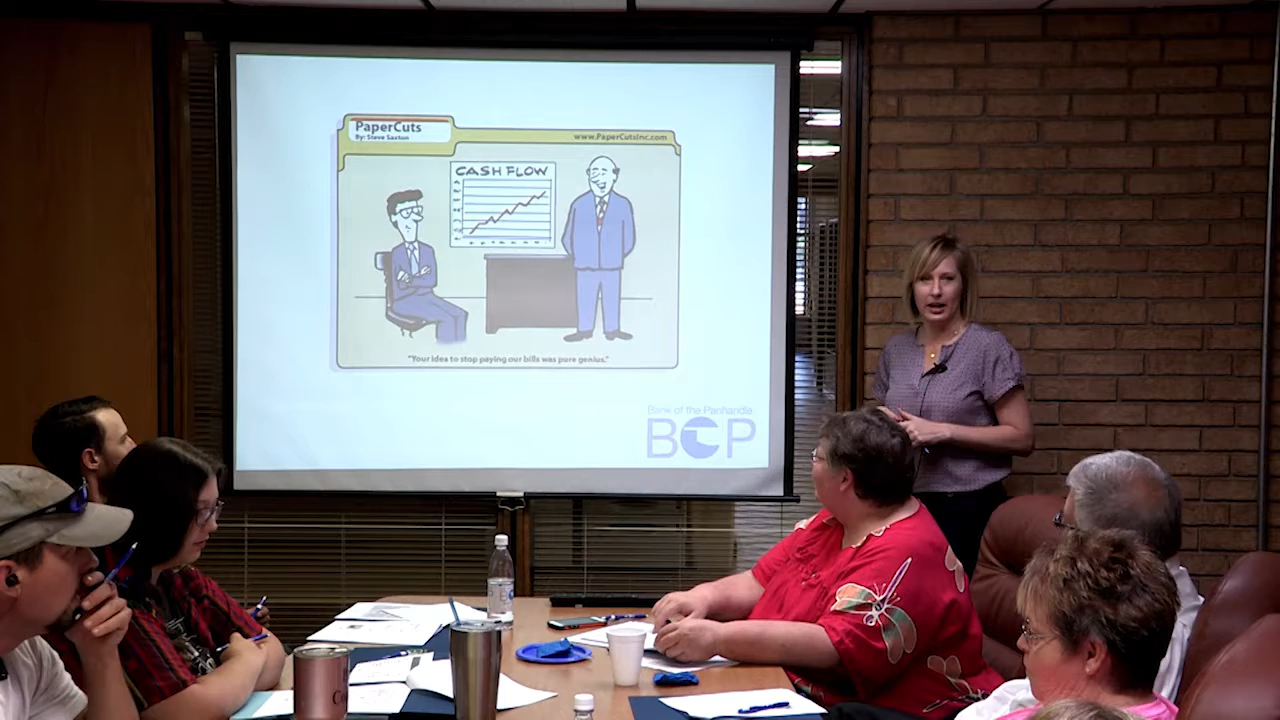 PaperCuts
By: Steve Saxton
www.PaperCutsInc.com
CASH FLOW
"Your idea to stop paying our bills was pure genius."
Bank of the Panhandle
BOP